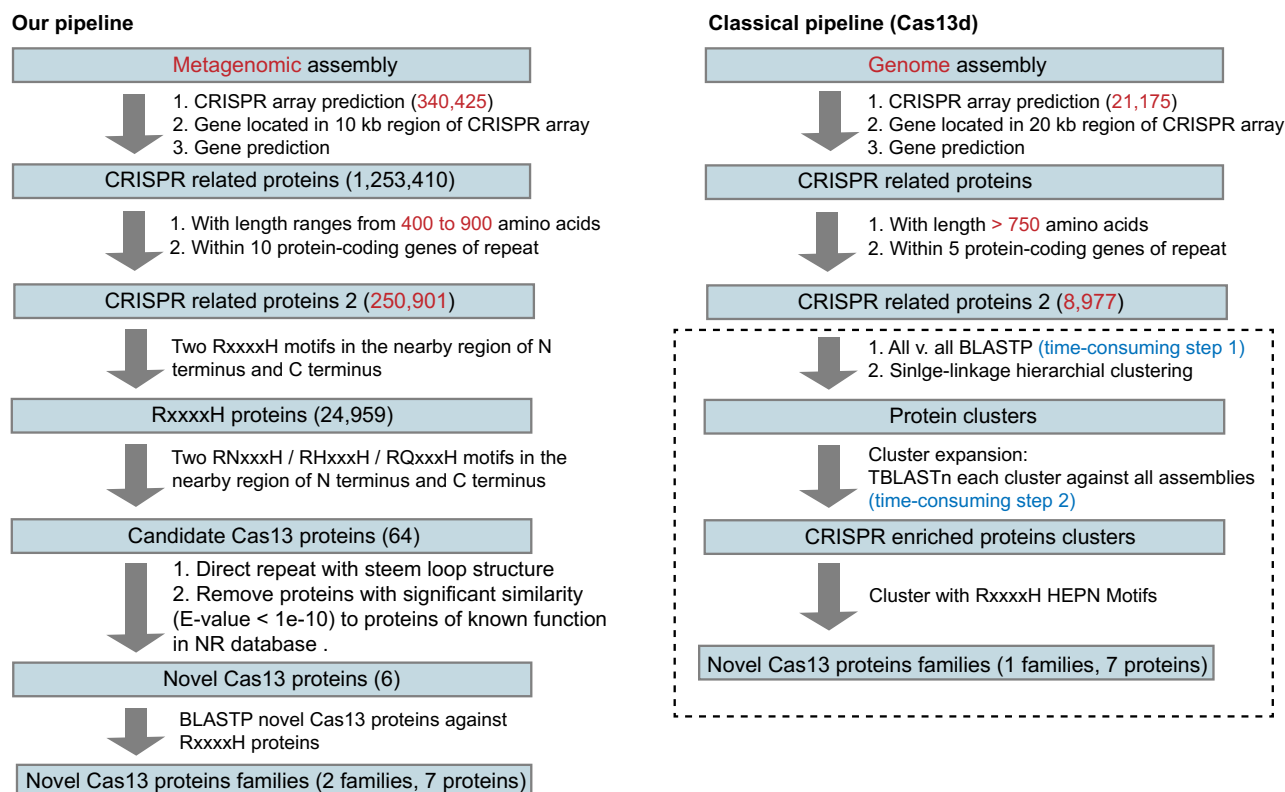 Our pipeline
Metagenomic assembly
1. CRISPR array prediction (340,425)
2. Gene located in 10 kb region of CRISPR array
3. Gene prediction
CRISPR related proteins (1,253,410)
1. With length ranges from 400 to 900 amino acids
2. Within 10 protein-coding genes of repeat
CRISPR related proteins 2 (250,901)
Two RxxxxH motifs in the nearby region of N
terminus and C terminus
RxxxxH proteins (24,959)
Two RNxxxH / RHxxxH / RQxxxH motifs in the
nearby region of N terminus and C terminus
Candidate Cas13 proteins (64)
1. Direct repeat with steem loop structure
2. Remove proteins with significant similarity
(E-value < 1e-10) to proteins of known function
in NR database .
Novel Cas13 proteins (6)
BLASTP novel Cas13 proteins against
RxxxxH proteins
Novel Cas13 proteins families (2 families, 7 proteins)
Classical pipeline (Cas13d)
Genome assembly
1. CRISPR array prediction (21,175)
2. Gene located in 20 kb region of CRISPR array
3. Gene prediction
CRISPR related proteins
1. With length > 750 amino acids
2. Within 5 protein-coding genes of repeat
CRISPR related proteins 2 (8,977)
1. All v. all BLASTP (time-consuming step 1)
2. Sinlge-linkage hierarchial clustering
Protein clusters
Cluster expansion:
TBLASTn each cluster against all assemblies
(time-consuming step 2)
CRISPR enriched proteins clusters
Cluster with RxxxxH HEPN Motifs
Novel Cas13 proteins families (1 families, 7 proteins)